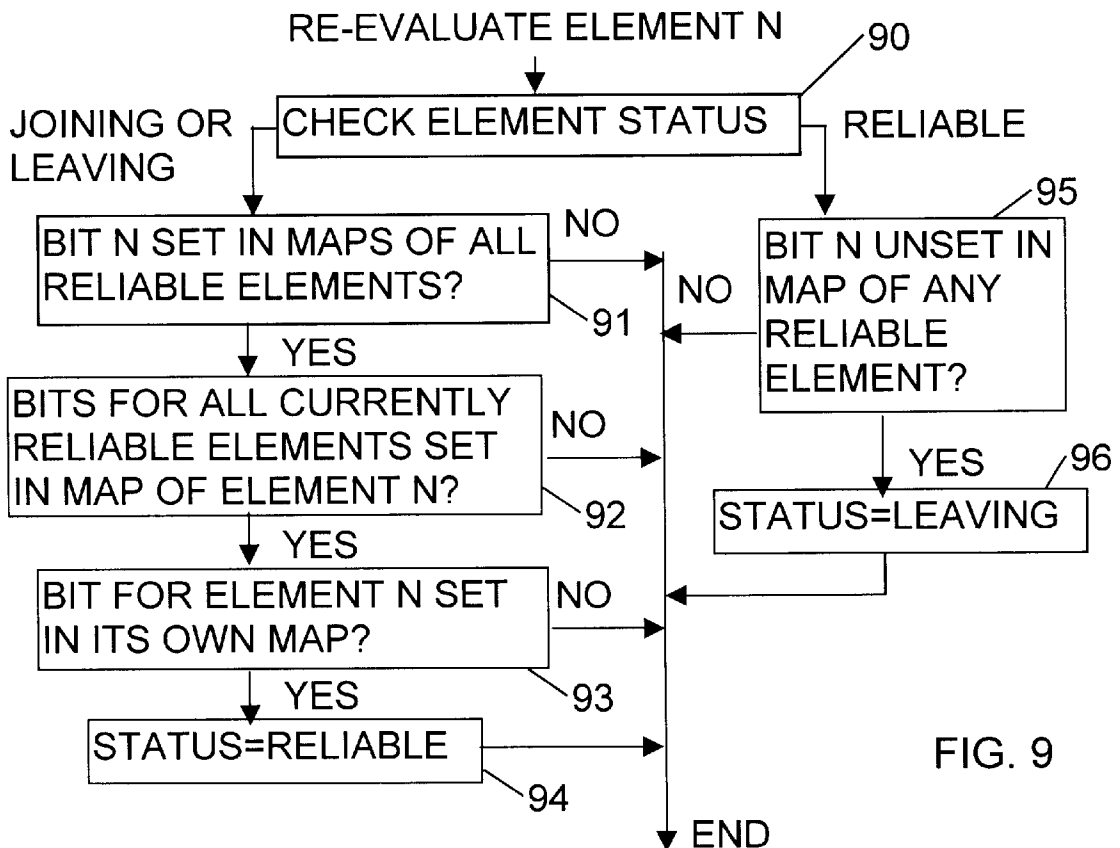 RE-EVALUATE ELEMENT N
90
CHECK ELEMENT STATUS
JOINING OR
LEAVING
RELIABLE
BIT N SET IN MAPS OF ALL
RELIABLE ELEMENTS?
NO
91
YES
BITS FOR ALL CURRENTLY
RELIABLE ELEMENTS SET
IN MAP OF ELEMENT N?
NO
92
YES
BIT FOR ELEMENT N SET
IN ITS OWN MAP?
NO
93
YES
STATUS=RELIABLE
94
95
BIT N UNSET IN
MAP OF ANY
RELIABLE
ELEMENT?
NO
YES
96
STATUS=LEAVING
END
FIG. 9